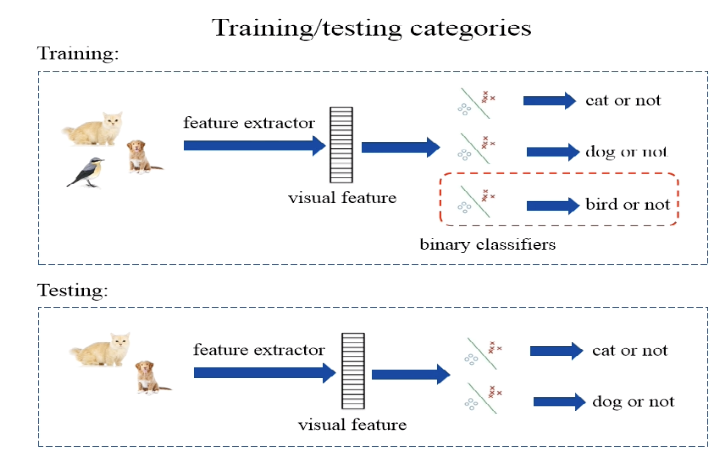 Training/testing categories
Training:
feature extractor
visual feature
cat or not
dog or not
bird or not
binary classifiers
Testing:
feature extractor
visual feature
cat or not
dog or not